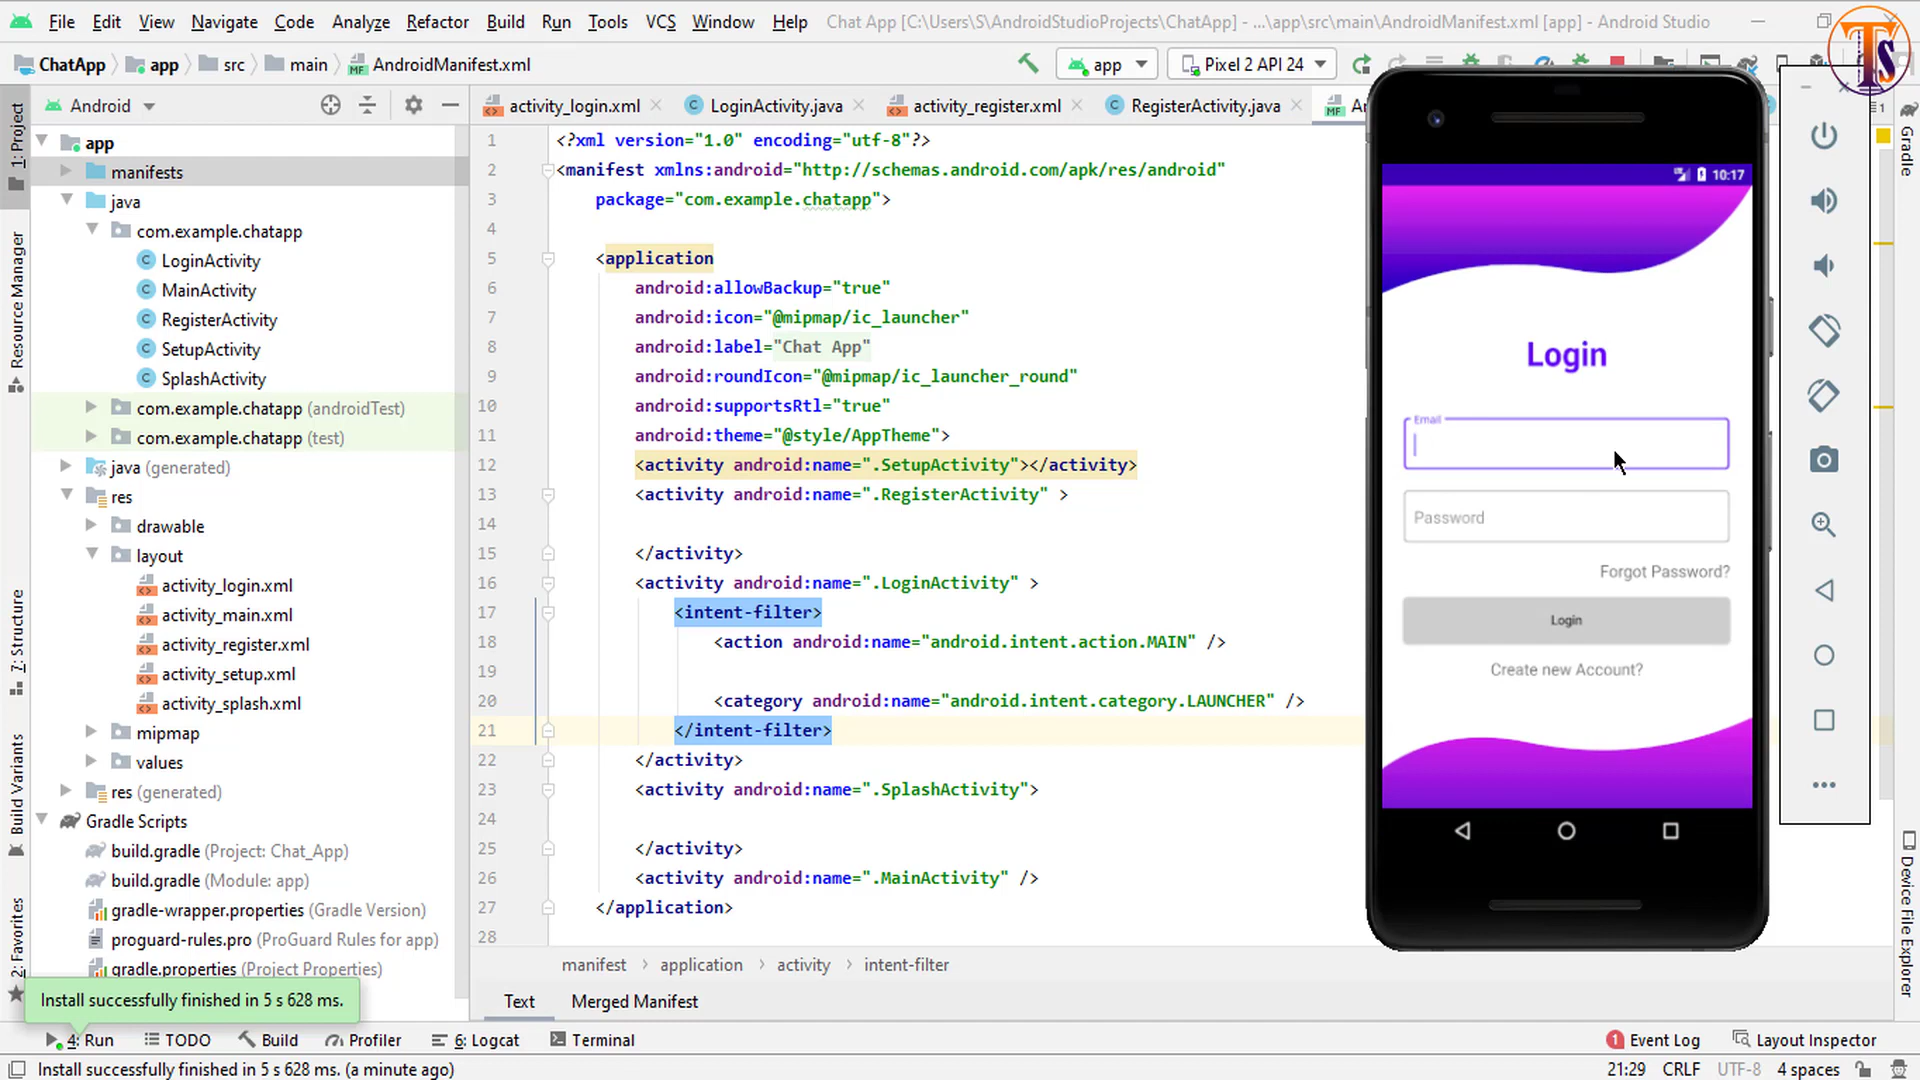 File Edit View Navigate Code Analyze Refactor Build Run Tools VCS Window Help Chat App [C:\Users\S\AndroidStudioProjects\ChatApp] - ...\app\src\main\AndroidManifest.xml [app] - Android Studio
TS
ChatApp app src main AndroidManifest.xml app Pixel 2 API 24
Android
activity_login.xml LoginActivity.java activity_register.xml RegisterActivity.java
1: Project
Resource Manager
7: Structure
Build Variants
2: Favorites
app
manifests
java
com.example.chatapp
LoginActivity
MainActivity
RegisterActivity
SetupActivity
SplashActivity
com.example.chatapp (androidTest)
com.example.chatapp (test)
java (generated)
res
drawable
layout
activity_login.xml
activity_main.xml
activity_register.xml
activity_setup.xml
activity_splash.xml
mipmap
values
res (generated)
Gradle Scripts
build.gradle (Project: Chat_App)
build.gradle (Module: app)
gradle-wrapper.properties (Gradle Version)
proguard-rules.pro (ProGuard Rules for app)
gradle.properties (Project Properties)
Install successfully finished in 5 s 628 ms.
1 <?xml version="1.0" encoding="utf-8"?>
2 <manifest xmlns:android="http://schemas.android.com/apk/res/android"
3 package="com.example.chatapp">
4
5 <application
6 android:allowBackup="true"
7 android:icon="@mipmap/ic_launcher"
8 android:label="Chat App"
9 android:roundIcon="@mipmap/ic_launcher_round"
10 android:supportsRtl="true"
11 android:theme="@style/AppTheme">
12 <activity android:name=".SetupActivity"></activity>
13 <activity android:name=".RegisterActivity" >
14
15 </activity>
16 <activity android:name=".LoginActivity" >
17 <intent-filter>
18 <action android:name="android.intent.action.MAIN" />
19
20 <category android:name="android.intent.category.LAUNCHER" />
21 </intent-filter>
22 </activity>
23 <activity android:name=".SplashActivity">
24
25 </activity>
26 <activity android:name=".MainActivity" />
27 </application>
28
manifest application activity intent-filter
Text Merged Manifest
10:17
Login
Email
Password
Forgot Password?
Login
Create new Account?
Gradle
Device File Explorer
4: Run TODO Build Profiler 6: Logcat Terminal 1 Event Log Layout Inspector
Install successfully finished in 5 s 628 ms. (a minute ago) 21:29 CRLF UTF-8 4 spaces